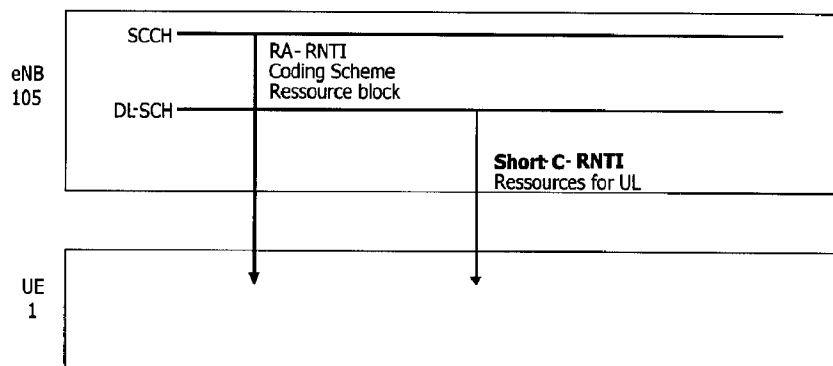 SCCH
RA-RNTI
Coding Scheme
Ressource block
eNB
105
DL-SCH
Short-C-RNTI
Ressources for UL
UE
1